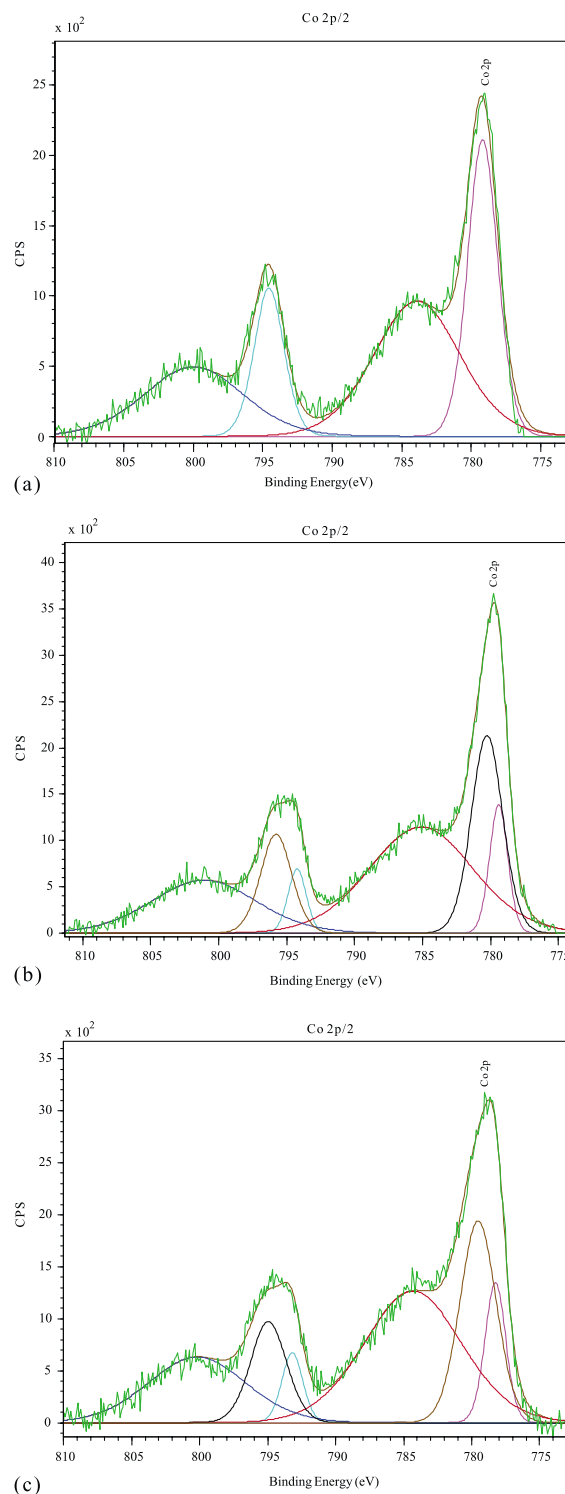 Co 2p/2
x 10²
Co 2p
25
20
15
10
5
0
CPS
810 805 800 795 790 785 780 775
Binding Energy(eV)
(a)
x 10²
Co 2p/2
Co 2p
40
35
30
25
20
15
10
5
0
CPS
810 805 800 795 790 785 780 775
Binding Energy (eV)
(b)
x 10²
Co 2p/2
Co 2p
35
30
25
20
15
10
5
0
CPS
810 805 800 795 790 785 780 775
Binding Energy (eV)
(c)